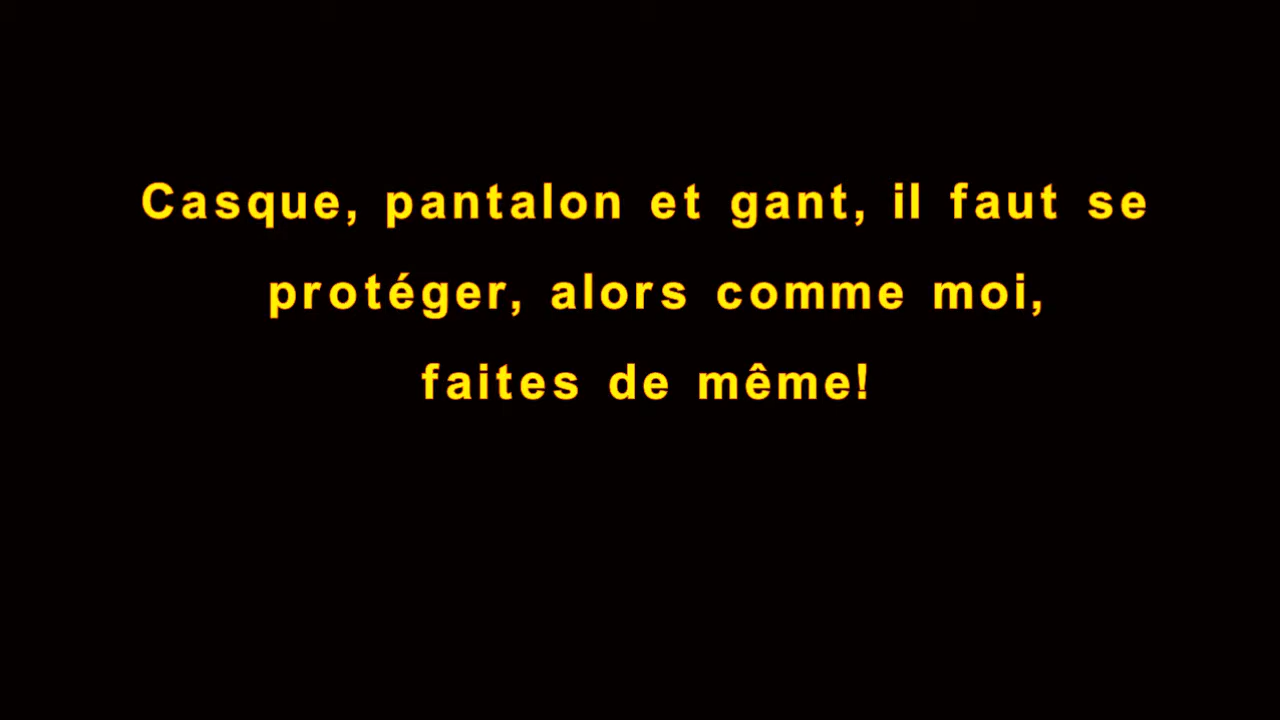 Casque, pantalon et gant, il faut se
protéger, alors comme moi,
faites de même!